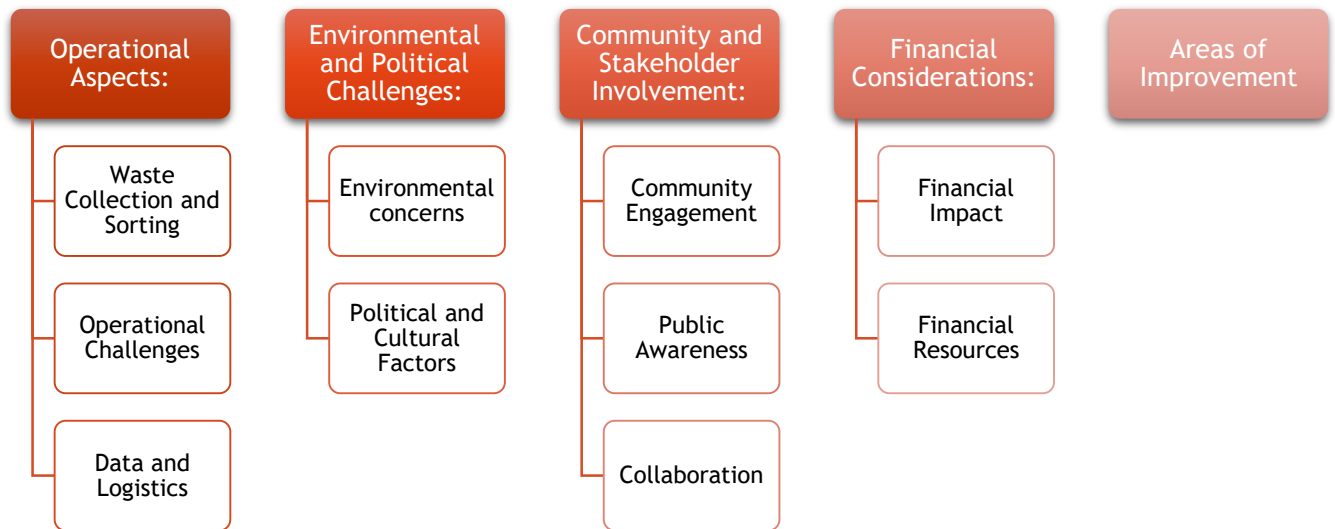 Operational
Aspects:
Waste
Collection and
Sorting
Operational
Challenges
Data and
Logistics
Environmental
and Political
Challenges:
Environmental
concerns
Political and
Cultural
Factors
Community and
Stakeholder
Involvement:
Community
Engagement
Public
Awareness
Collaboration
Financial
Considerations:
Financial
Impact
Financial
Resources
Areas of
Improvement